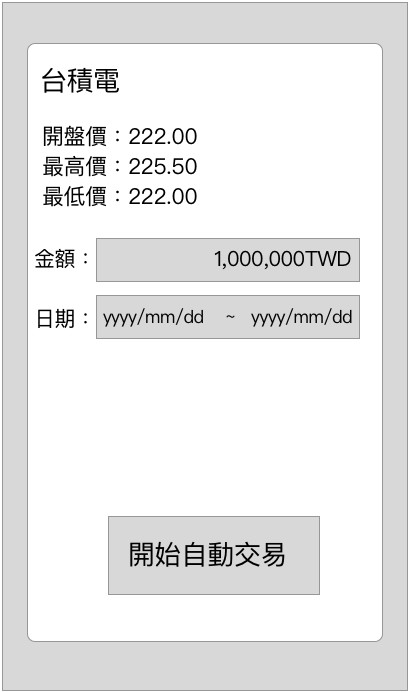 台積電
開盤價：222.00
最高價：225.50
最低價：222.00
金額： 1,000,000TWD
日期： yyyy/mm/dd ~ yyyy/mm/dd
開始自動交易